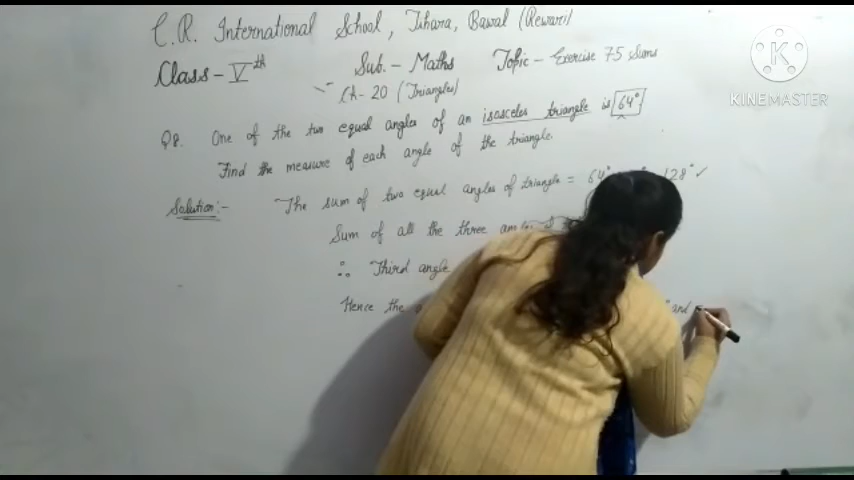 C.R. International School, Jhara, Bawal (Rewari)
Class - Vth Sub. - Maths Topic - Exercise 75 Sums
Ch- 20 (Triangles)
Q8. One of the two equal angles of an isosceles triangle is 64°
Find the measure of each angle of the triangle.
Solution:- The sum of two equal angles of triangle = 64° 128° ✓
Sum of all the three
∴ Third angle
Hence the and
K
KINEMASTER